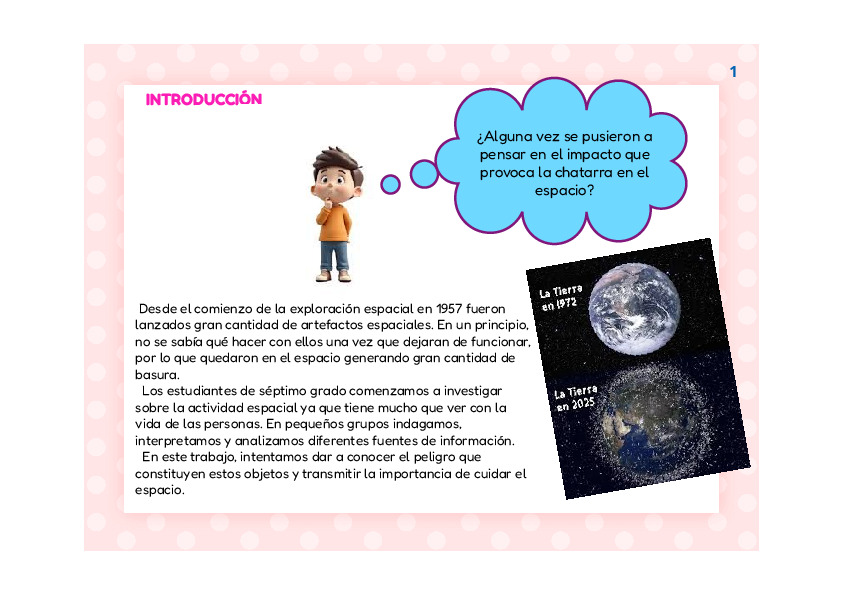 1
INTRODUCCIÓN
¿Alguna vez se pusieron a
pensar en el impacto que
provoca la chatarra en el
espacio?
Desde el comienzo de la exploración espacial en 1957 fueron
lanzados gran cantidad de artefactos espaciales. En un principio,
no se sabía qué hacer con ellos una vez que dejaran de funcionar,
por lo que quedaron en el espacio generando gran cantidad de
basura.
Los estudiantes de séptimo grado comenzamos a investigar
sobre la actividad espacial ya que tiene mucho que ver con la
vida de las personas. En pequeños grupos indagamos,
interpretamos y analizamos diferentes fuentes de información.
En este trabajo, intentamos dar a conocer el peligro que
constituyen estos objetos y transmitir la importancia de cuidar el
espacio.
La Tierra
en 1972
La Tierra
en 2025